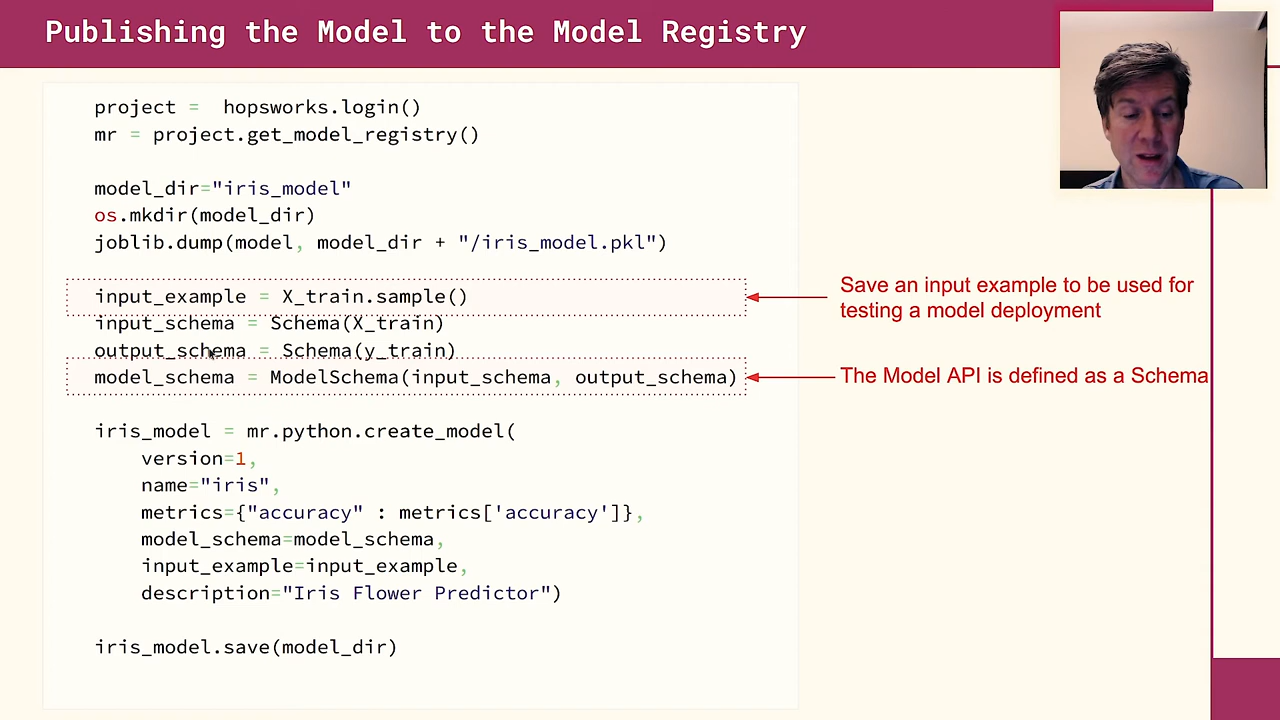 Publishing the Model to the Model Registry
project = hopsworks.login()
mr = project.get_model_registry()
model_dir="iris_model"
os.mkdir(model_dir)
joblib.dump(model, model_dir + "/iris_model.pkl")
input_example = X_train.sample()
input_schema = Schema(X_train)
output_schema = Schema(y_train)
model_schema = ModelSchema(input_schema, output_schema)
iris_model = mr.python.create_model(
version=1,
name="iris",
metrics={"accuracy" : metrics['accuracy']},
model_schema=model_schema,
input_example=input_example,
description="Iris Flower Predictor")
iris_model.save(model_dir)
Save an input example to be used for
testing a model deployment
The Model API is defined as a Schema